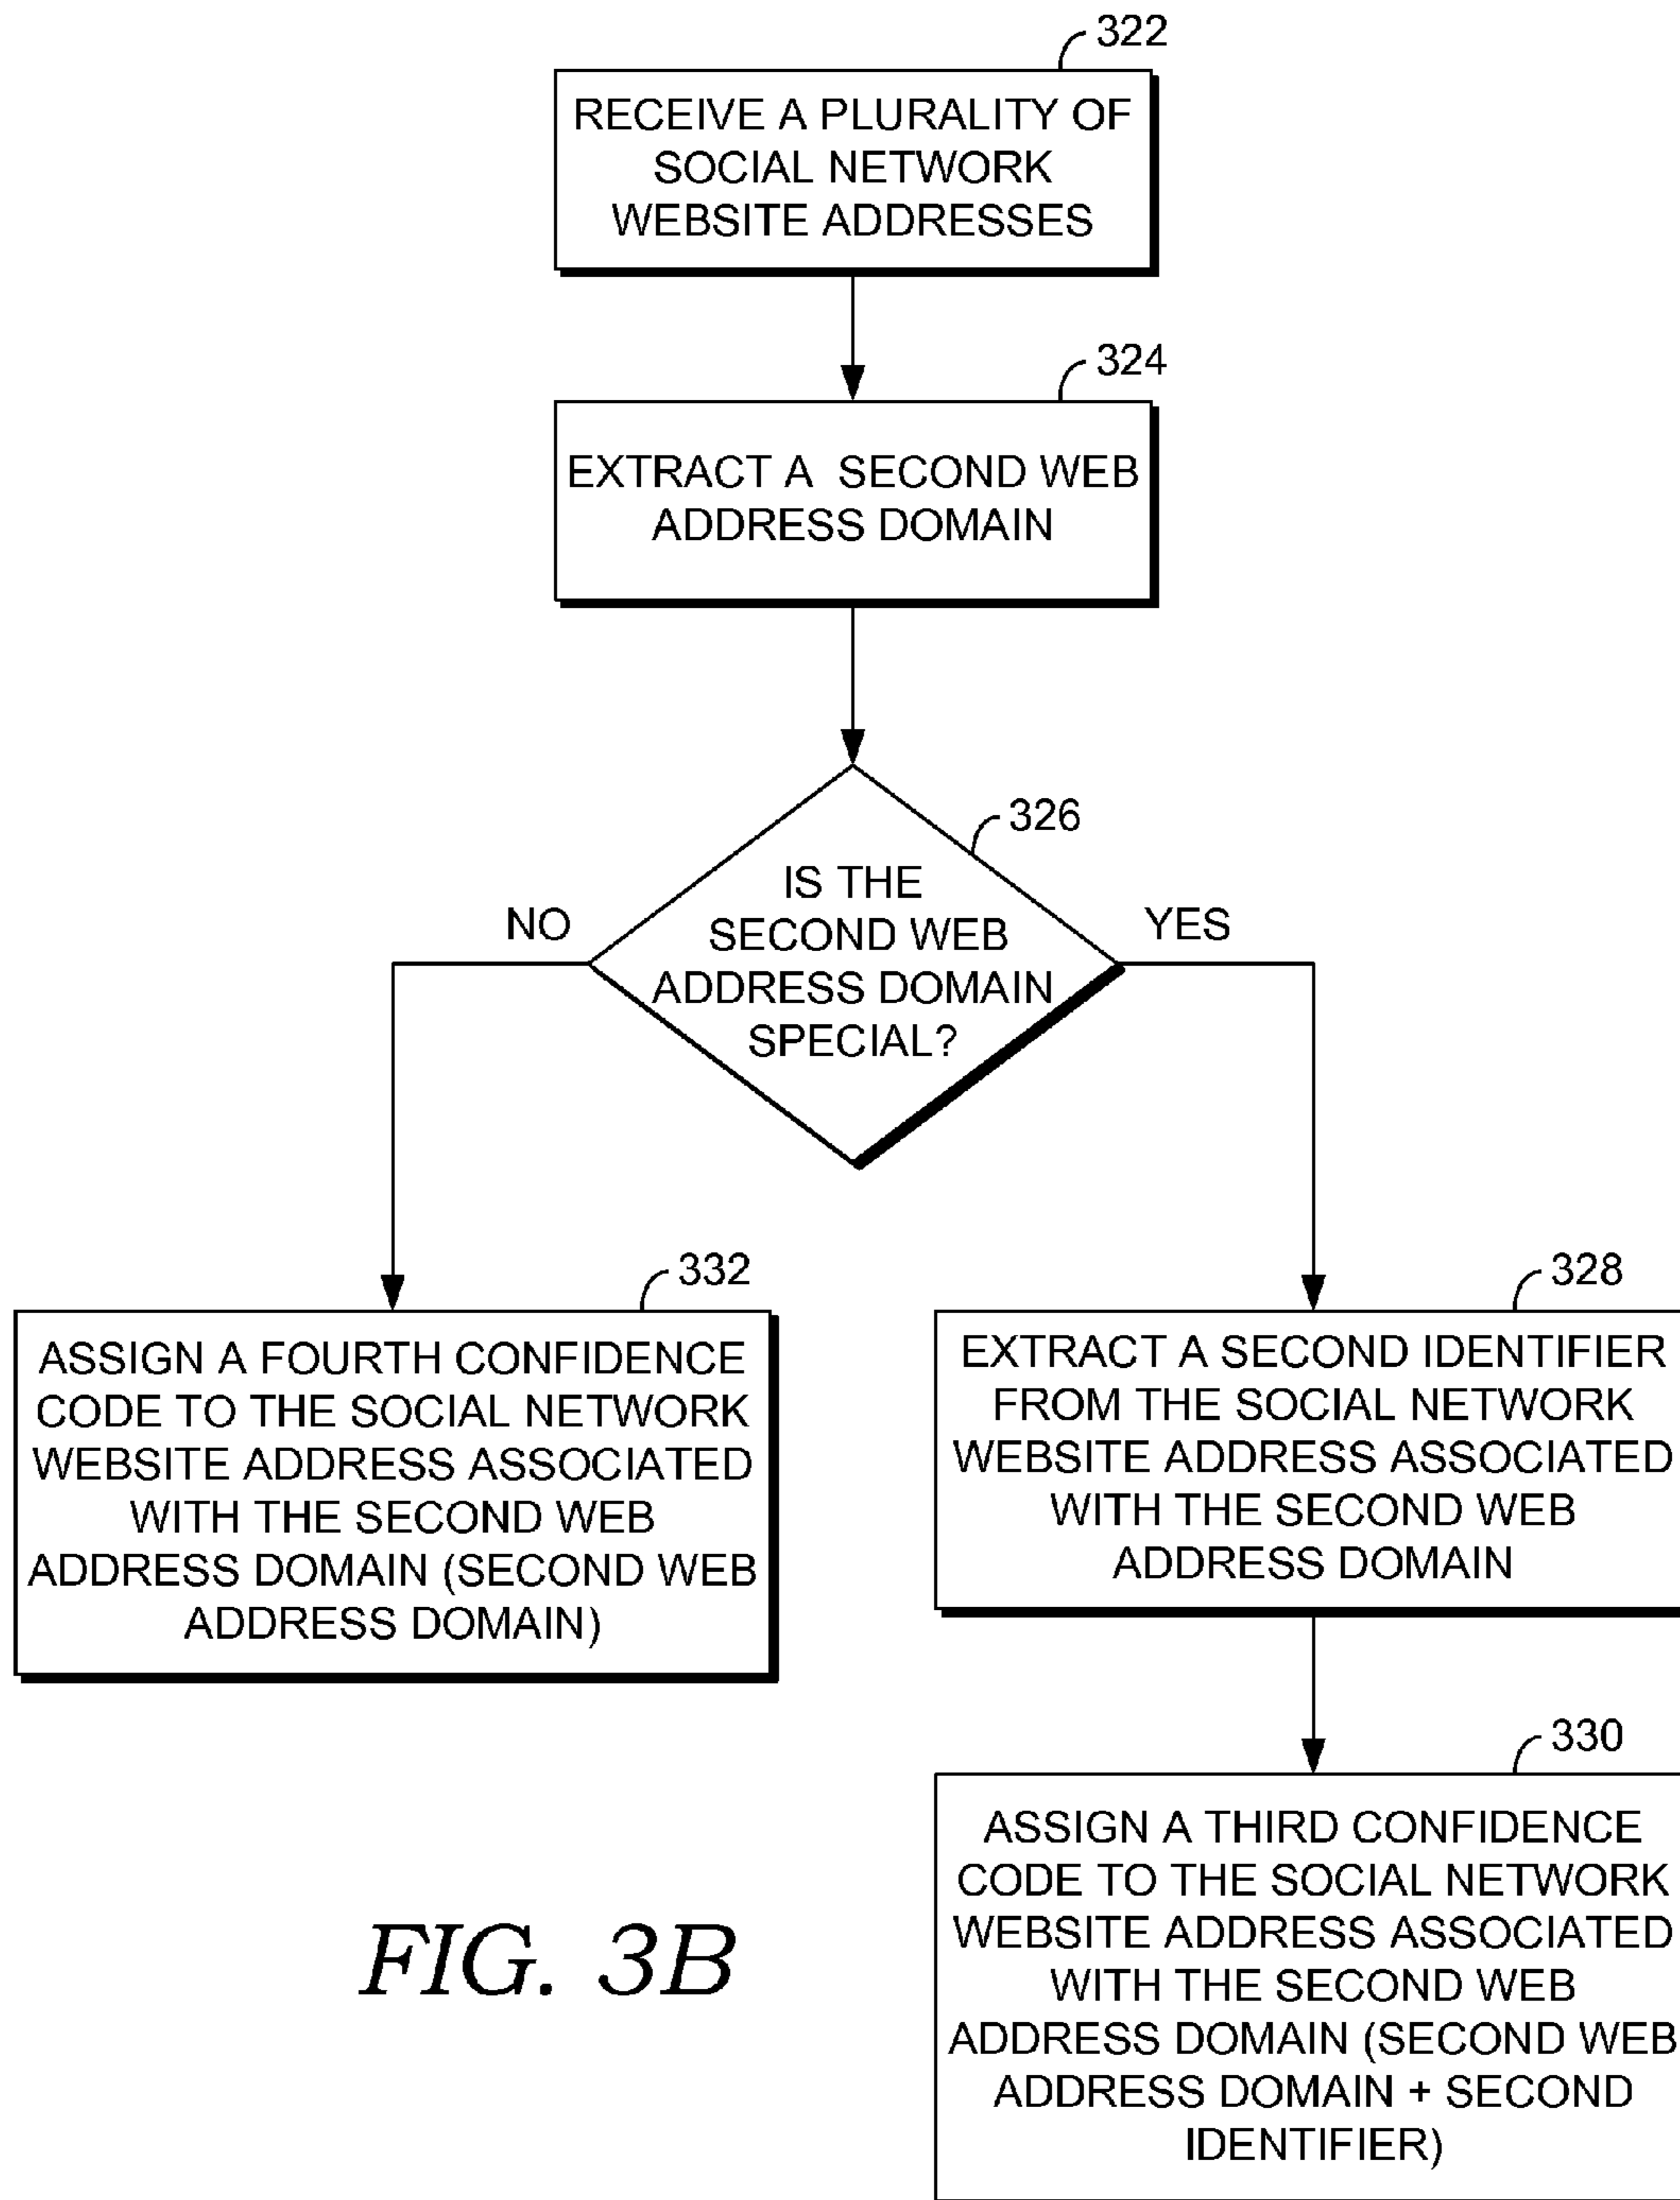 322
RECEIVE A PLURALITY OF
SOCIAL NETWORK
WEBSITE ADDRESSES
324
EXTRACT A SECOND WEB
ADDRESS DOMAIN
326
IS THE
SECOND WEB
ADDRESS DOMAIN
SPECIAL?
NO
YES
332
ASSIGN A FOURTH CONFIDENCE
CODE TO THE SOCIAL NETWORK
WEBSITE ADDRESS ASSOCIATED
WITH THE SECOND WEB
ADDRESS DOMAIN (SECOND WEB
ADDRESS DOMAIN)
328
EXTRACT A SECOND IDENTIFIER
FROM THE SOCIAL NETWORK
WEBSITE ADDRESS ASSOCIATED
WITH THE SECOND WEB
ADDRESS DOMAIN
330
ASSIGN A THIRD CONFIDENCE
CODE TO THE SOCIAL NETWORK
WEBSITE ADDRESS ASSOCIATED
WITH THE SECOND WEB
ADDRESS DOMAIN (SECOND WEB
ADDRESS DOMAIN + SECOND
IDENTIFIER)
FIG. 3B